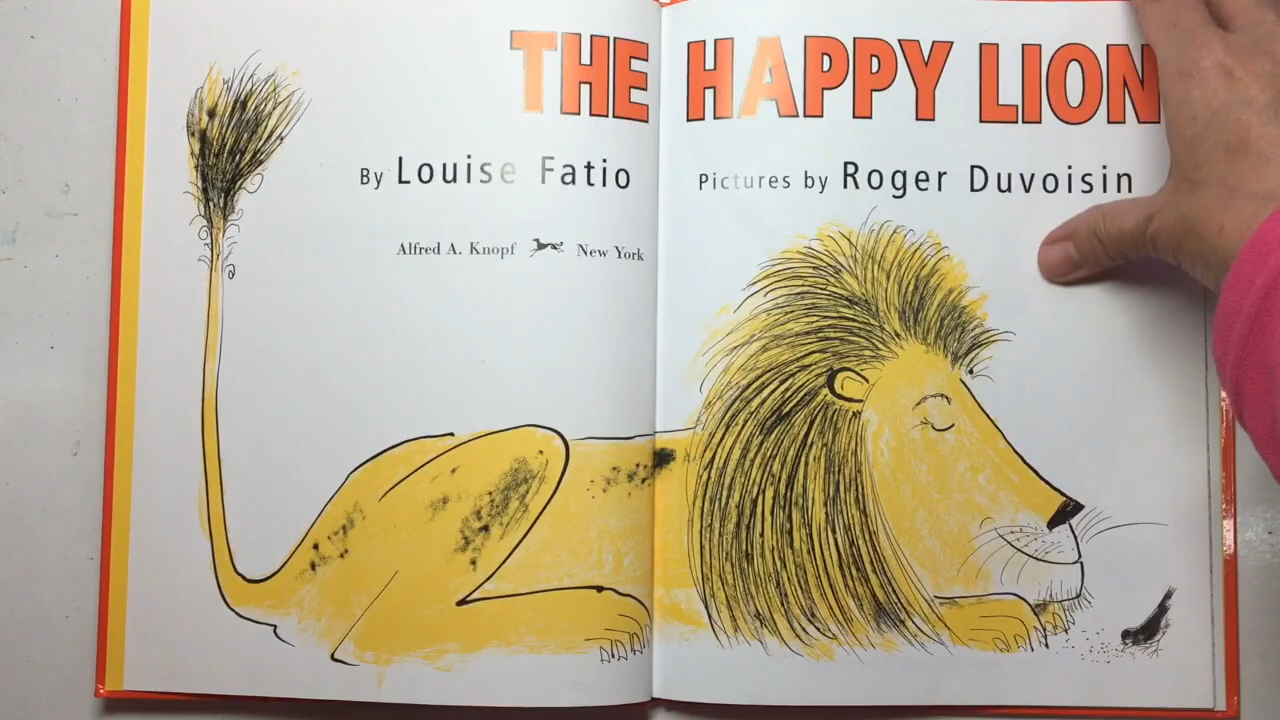 THE HAPPY LION
By Louise Fatio
Pictures by Roger Duvoisin
Alfred A. Knopf New York